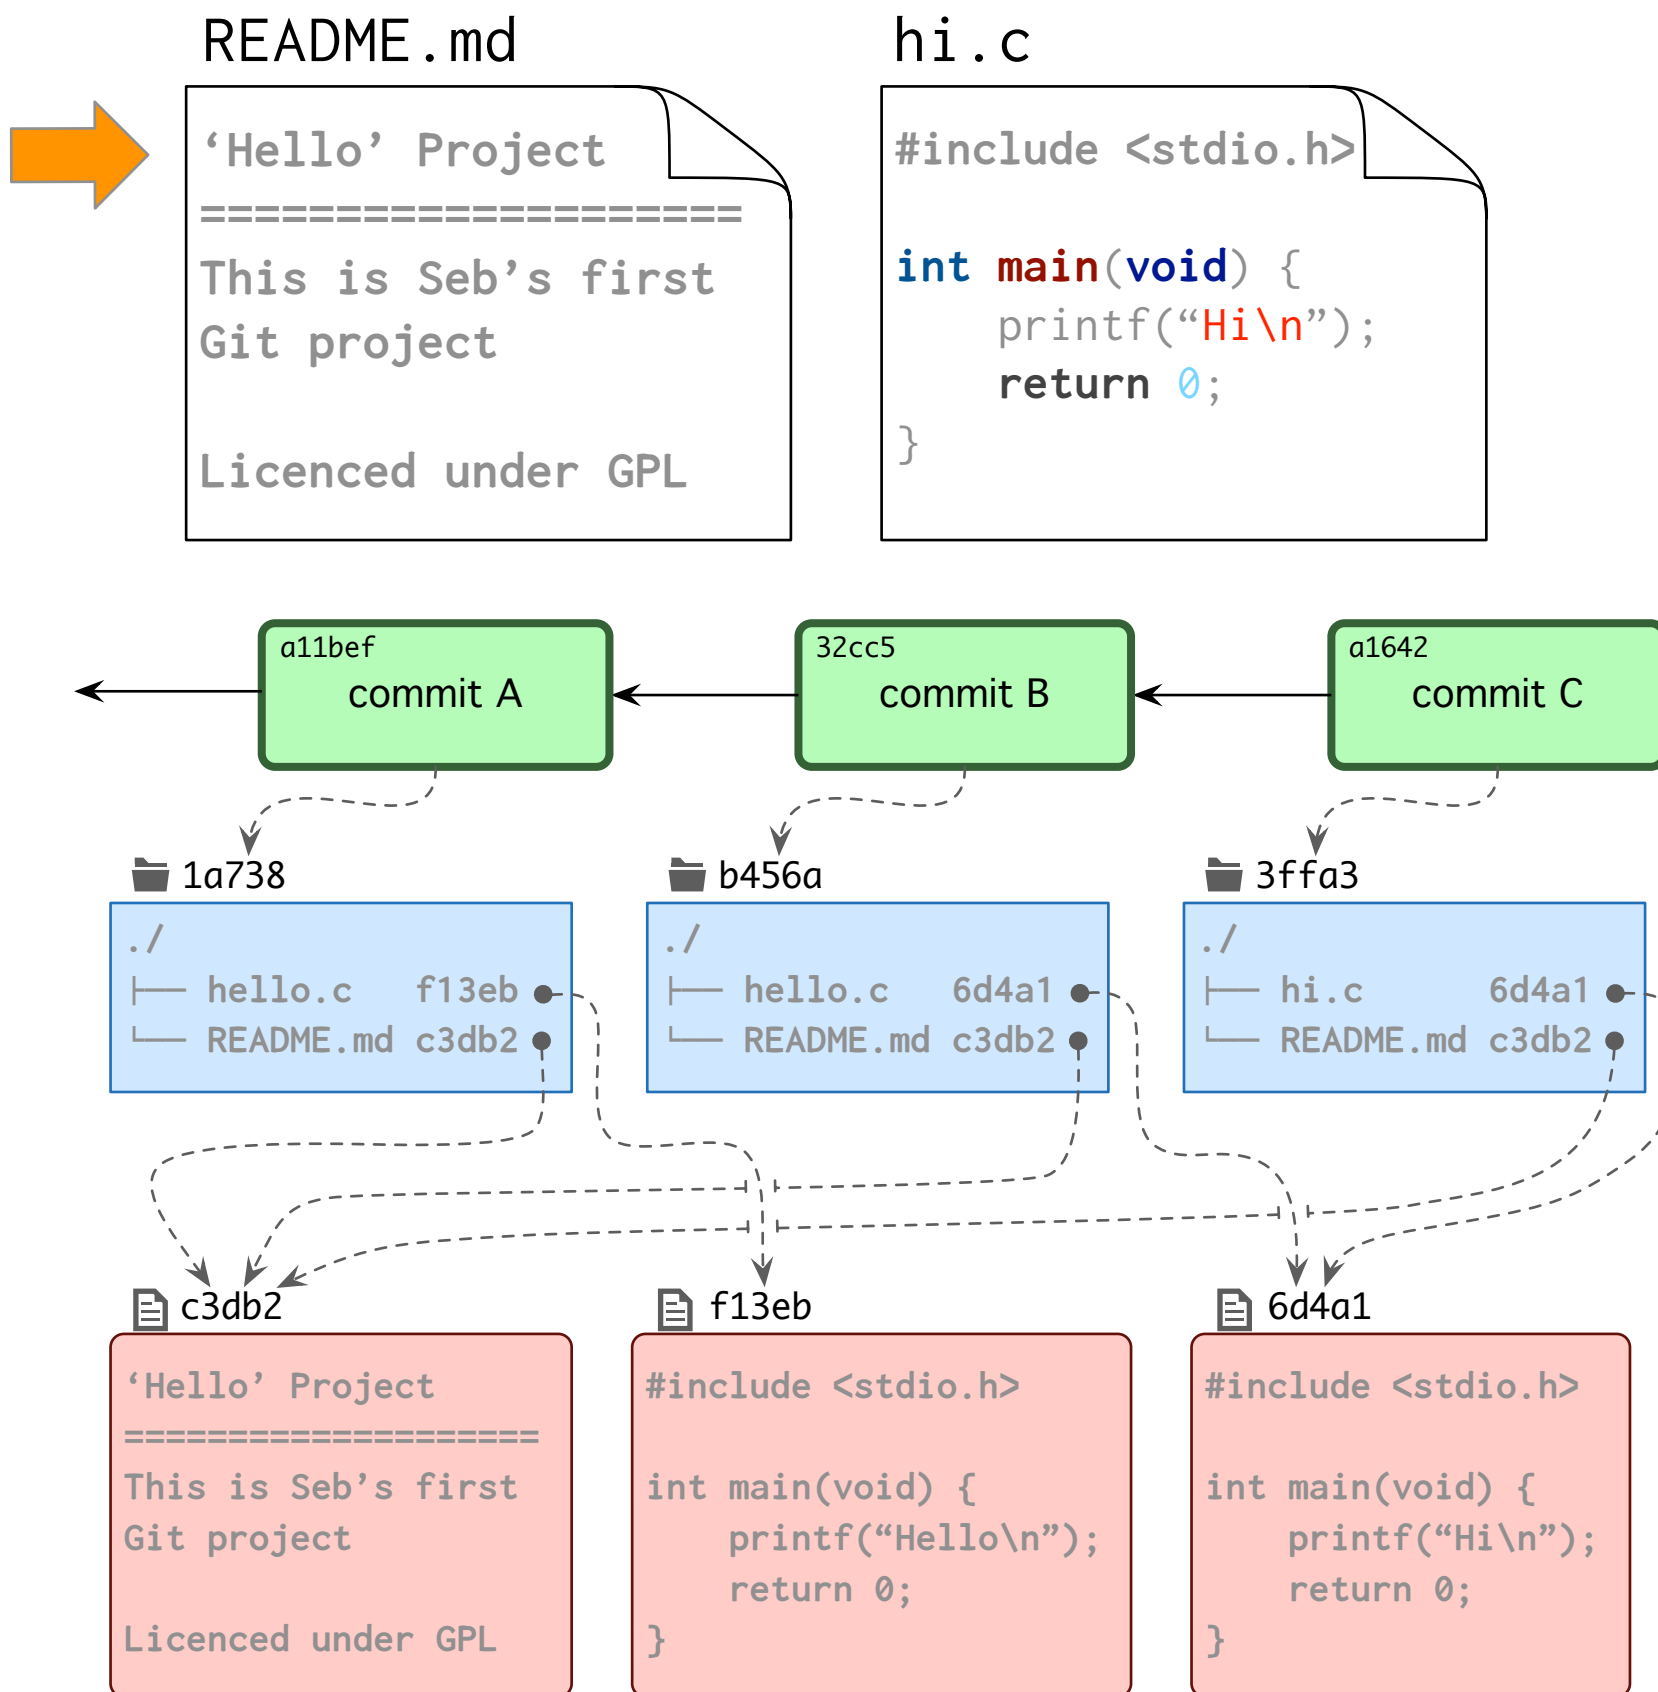 README.md
‘Hello’ Project
====================
This is Seb’s first
Git project
Licenced under GPL
hi.c
#include <stdio.h>
int main(void) {
    printf(“Hi\n”);
    return 0;
}
a11bef
commit A
32cc5
commit B
a1642
commit C
1a738
./
├── hello.c   f13eb
└── README.md c3db2
b456a
./
├── hello.c   6d4a1
└── README.md c3db2
3ffa3
./
├── hi.c      6d4a1
└── README.md c3db2
c3db2
‘Hello’ Project
====================
This is Seb’s first
Git project
Licenced under GPL
f13eb
#include <stdio.h>
int main(void) {
    printf(“Hello\n”);
    return 0;
}
6d4a1
#include <stdio.h>
int main(void) {
    printf(“Hi\n”);
    return 0;
}